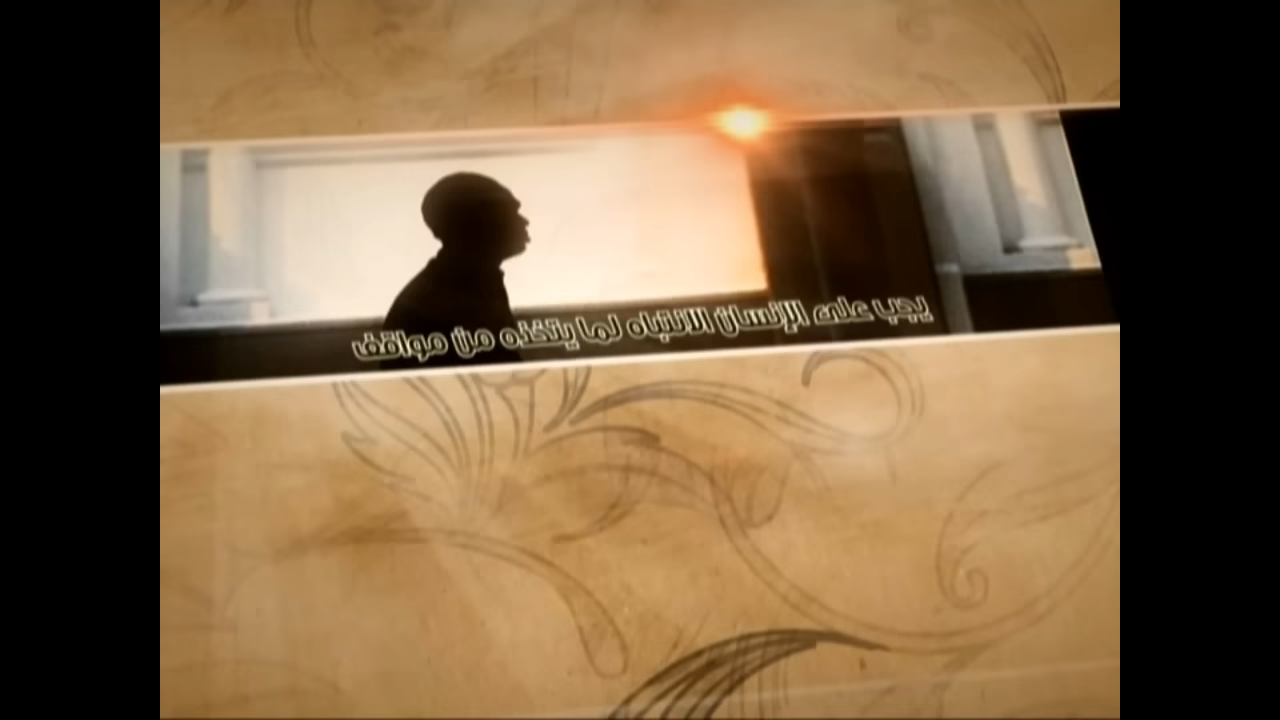 يجب على الإنسان الانتباه لما يتخذه من مواقف